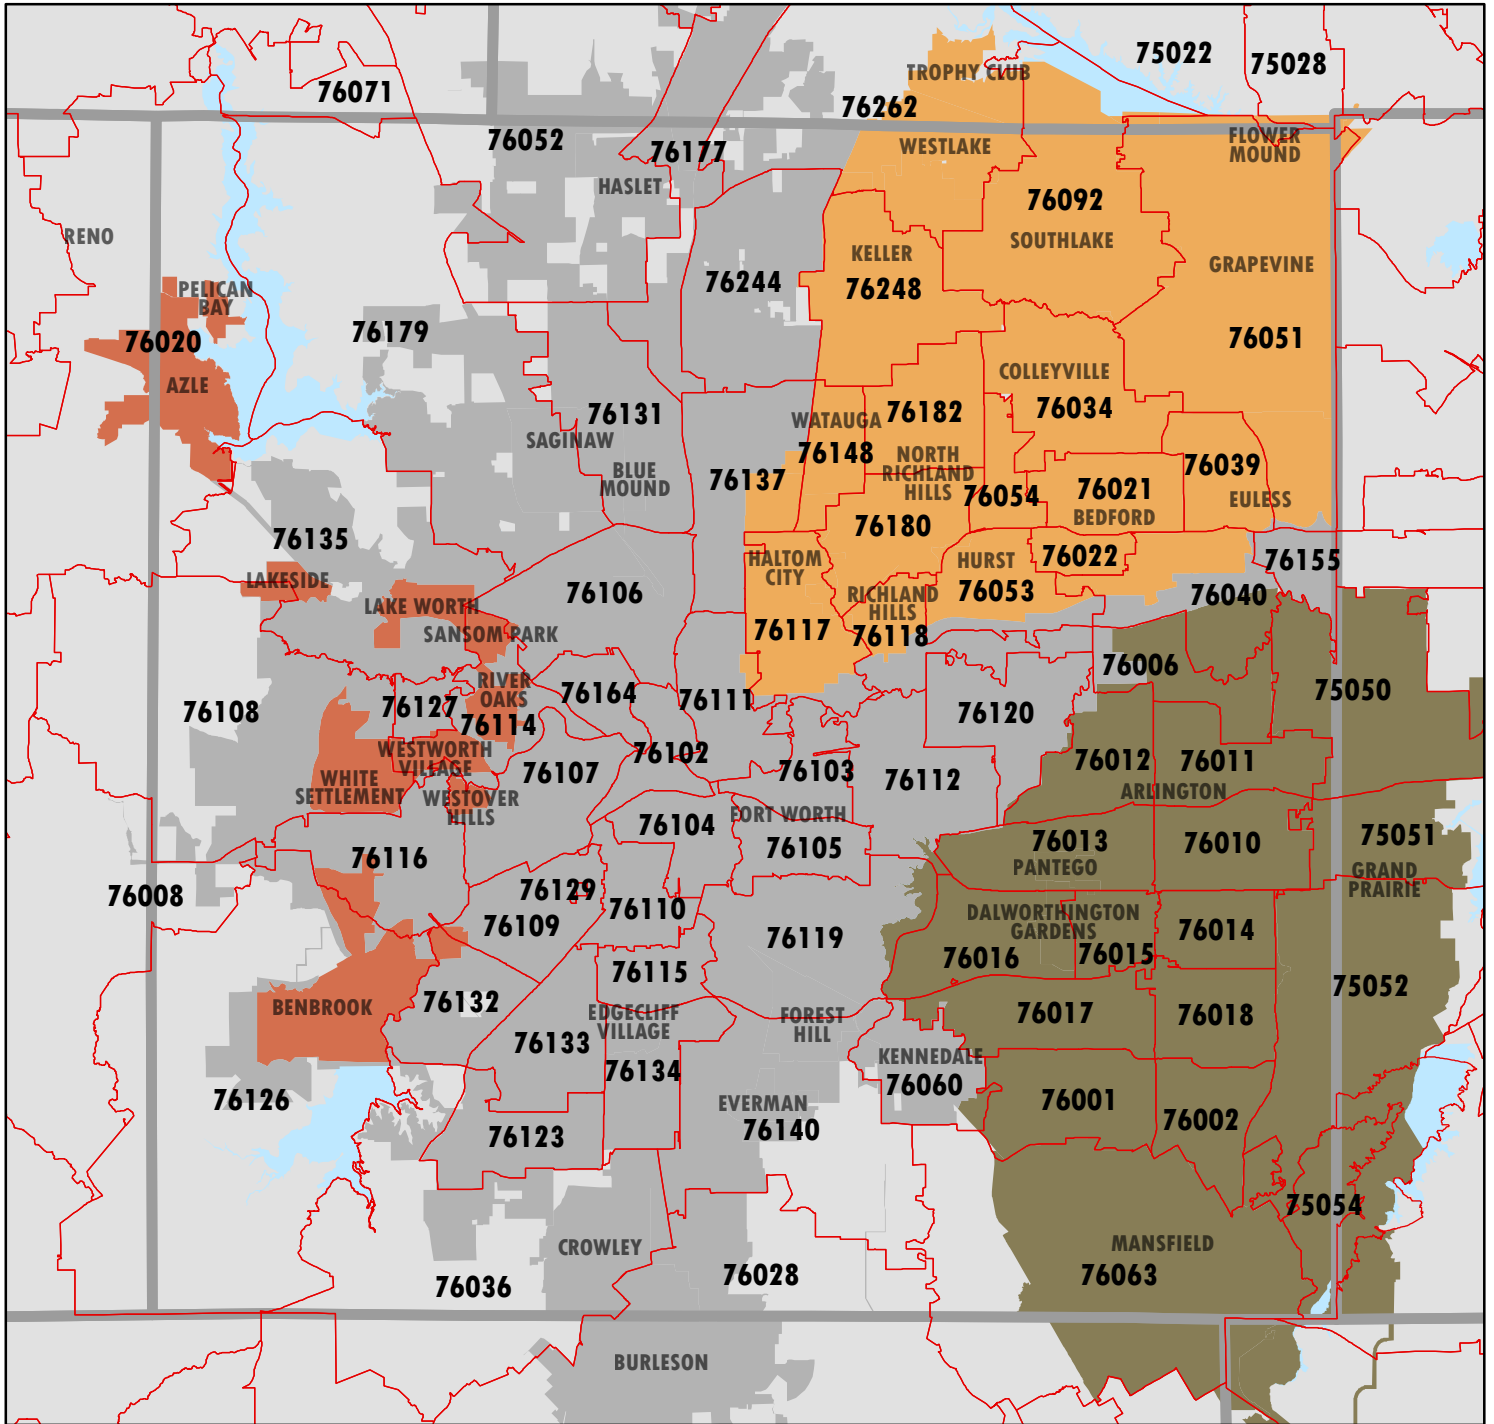 75022
75028
76071
TROPHY CLUB
76262
76052
76177
WESTLAKE
FLOWER
MOUND
HASLET
76092
RENO
SOUTHLAKE
KELLER
GRAPEVINE
76244
76248
PELICAN
BAY
76179
76020
76051
AZLE
COLLEYVILLE
76131
76182
76034
WATAUGA
SAGINAW
76148
NORTH
RICHLAND
HILLS
76039
BLUE
MOUND
76137
76054
76021
EULESS
BEDFORD
76180
76135
HALTOM
CITY
HURST
76022
76155
LAKESIDE
76106
RICHLAND
HILLS
76053
76040
LAKE WORTH
SANSOM PARK
76117
76118
76006
RIVER
OAKS
76164
76111
75050
76108
76127
76114
76120
WESTWORTH
VILLAGE
76102
76107
76103
76112
76012
76011
WHITE
SETTLEMENT
WESTOVER
HILLS
ARLINGTON
FORT WORTH
76104
76105
76013
76010
75051
76116
PANTEGO
GRAND
PRAIRIE
76008
76129
76110
76109
DALWORTHINGTON
GARDENS
76014
76119
76016
76015
76115
75052
BENBROOK
76132
EDGECLIFF
VILLAGE
FOREST
HILL
76017
76018
76133
KENNEDALE
76134
76060
76126
EVERMAN
76001
76002
76123
76140
75054
CROWLEY
MANSFIELD
76036
76028
76063
BURLESON